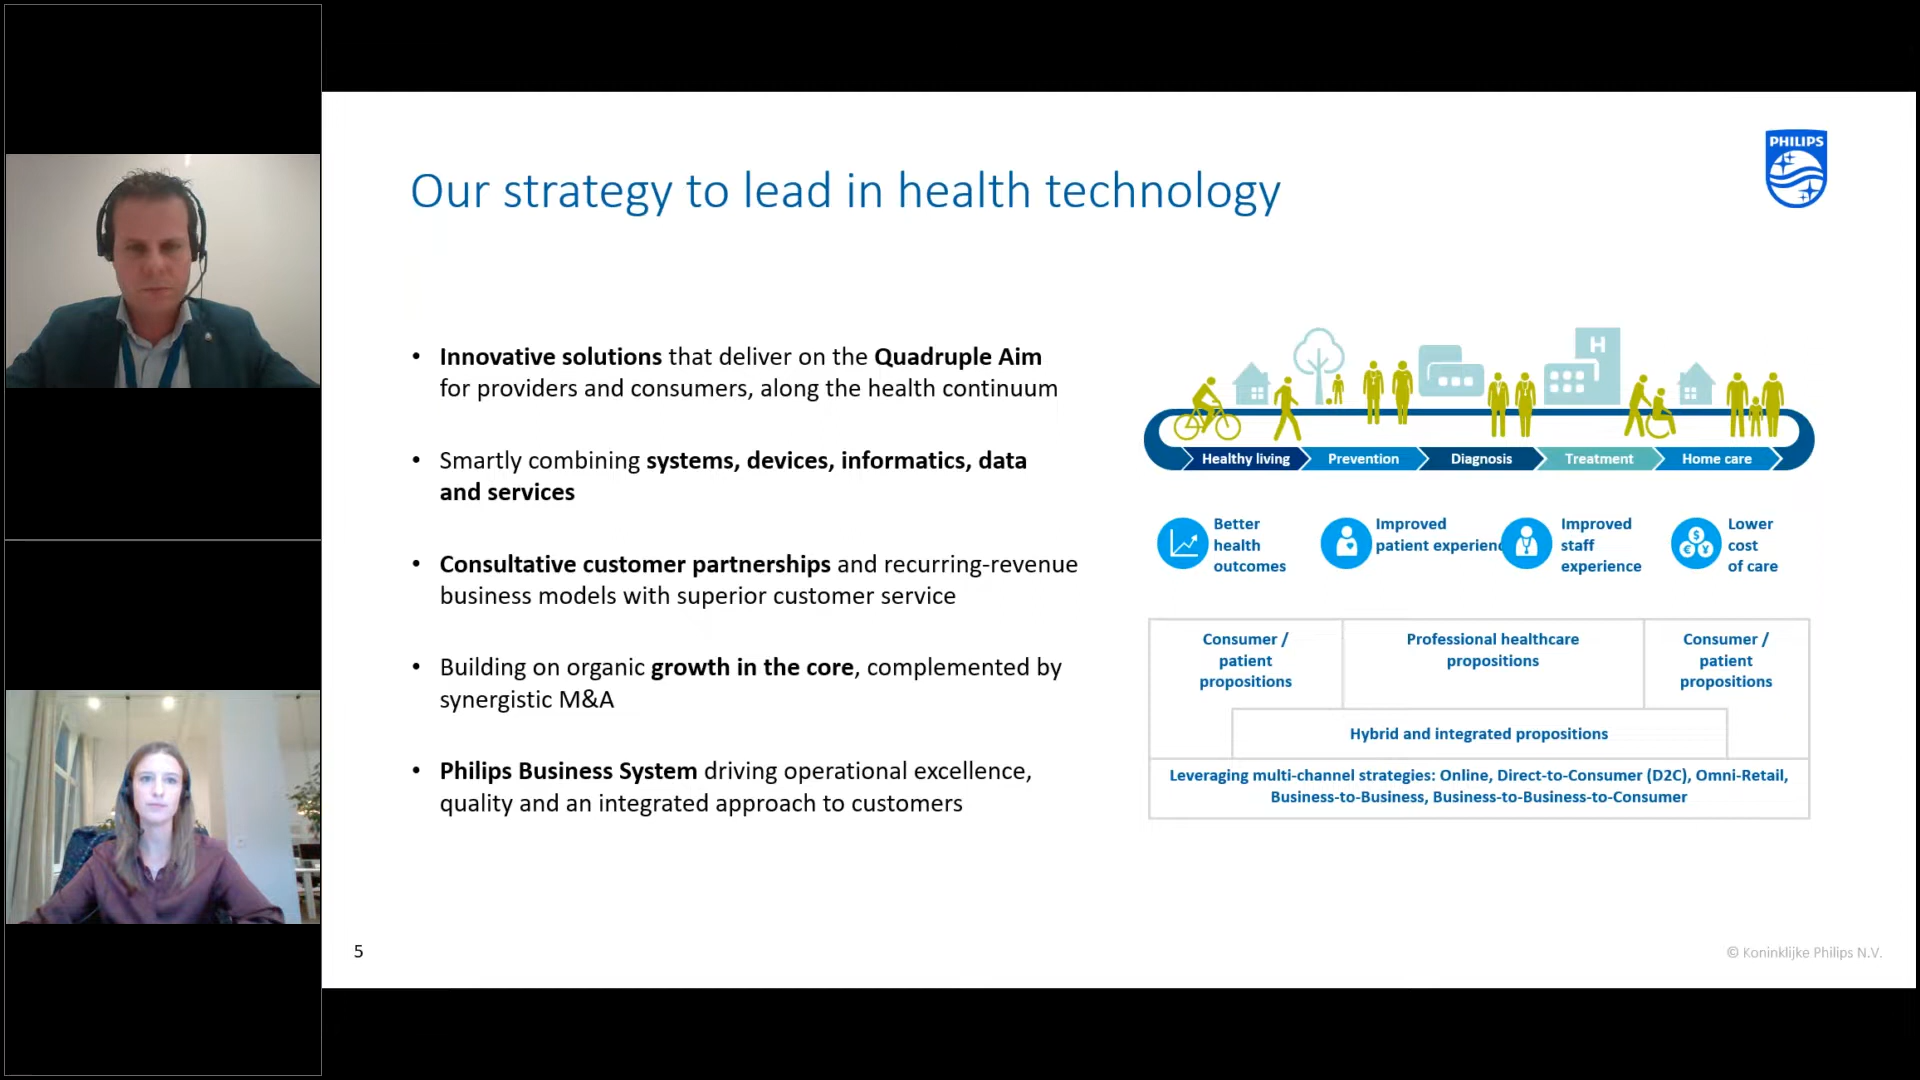 PHILIPS
Our strategy to lead in health technology
• Innovative solutions that deliver on the Quadruple Aim
for providers and consumers, along the health continuum
• Smartly combining systems, devices, informatics, data
and services
• Consultative customer partnerships and recurring-revenue
business models with superior customer service
• Building on organic growth in the core, complemented by
synergistic M&A
• Philips Business System driving operational excellence,
quality and an integrated approach to customers
H
Healthy living
Prevention
Diagnosis
Treatment
Home care
Better
health
outcomes
Improved
patient experienc
Improved
staff
experience
$ € ¥
Lower
cost
of care
Consumer /
patient
propositions
Professional healthcare
propositions
Consumer /
patient
propositions
Hybrid and integrated propositions
Leveraging multi-channel strategies: Online, Direct-to-Consumer (D2C), Omni-Retail,
Business-to-Business, Business-to-Business-to-Consumer
5
© Koninklijke Philips N.V.